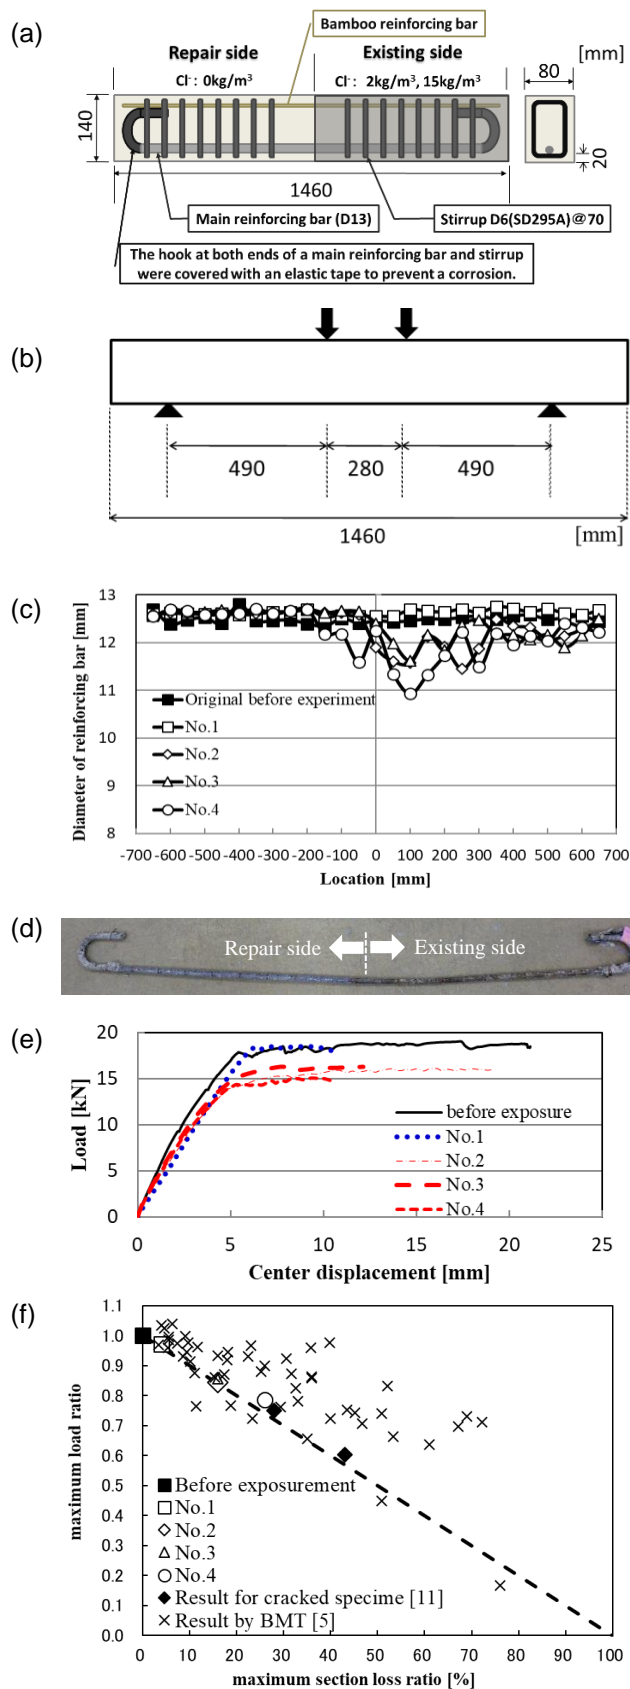 (a)
Bamboo reinforcing bar
Repair side
Existing side
[mm]
Cl⁻: 0kg/m³
Cl⁻: 2kg/m³, 15kg/m³
80
140
20
1460
Main reinforcing bar (D13)
Stirrup D6(SD295A)@70
The hook at both ends of a main reinforcing bar and stirrup
were covered with an elastic tape to prevent a corrosion.
(b)
490
280
490
1460
[mm]
(c)
Diameter of reinforcing bar [mm]
13
12
11
10
9
8
Original before experiment
No.1
No.2
No.3
No.4
-700 -600 -500 -400 -300 -200 -100 0 100 200 300 400 500 600 700
Location [mm]
(d)
Repair side
Existing side
(e)
Load [kN]
20
15
10
5
0
before exposure
No.1
No.2
No.3
No.4
0 5 10 15 20 25
Center displacement [mm]
(f)
maximum load ratio
1.1
1.0
0.9
0.8
0.7
0.6
0.5
0.4
0.3
0.2
0.1
0.0
Before exposurement
No.1
No.2
No.3
No.4
Result for cracked specime [11]
Result by BMT [5]
0 10 20 30 40 50 60 70 80 90 100
maximum section loss ratio [%]